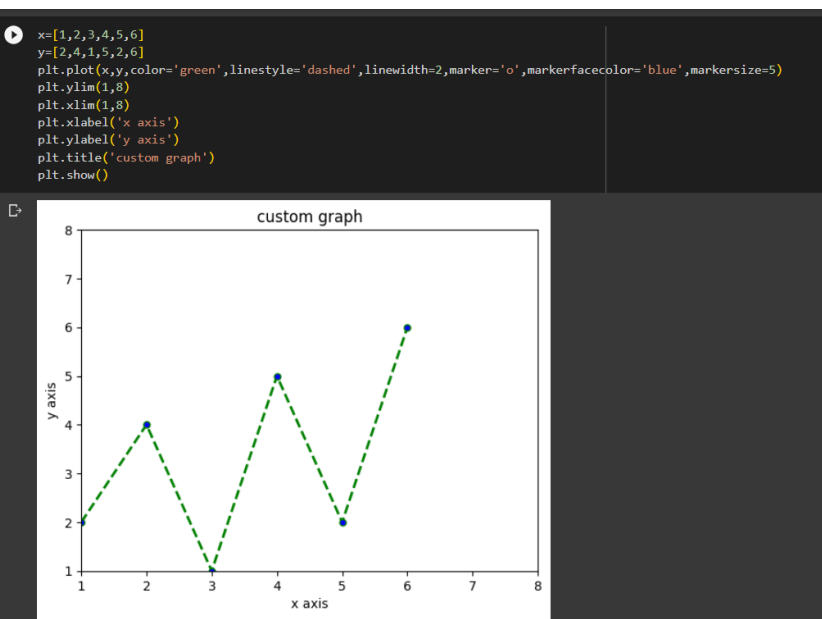 x=[1,2,3,4,5,6]
y=[2,4,1,5,2,6]
plt.plot(x,y,color='green',linestyle='dashed',linewidth=2,marker='o',markerfacecolor='blue',markersize=5)
plt.ylim(1,8)
plt.xlim(1,8)
plt.xlabel('x axis')
plt.ylabel('y axis')
plt.title('custom graph')
plt.show()
custom graph
8
7
6
5
4
3
2
1
y axis
1 2 3 4 5 6 7 8
x axis